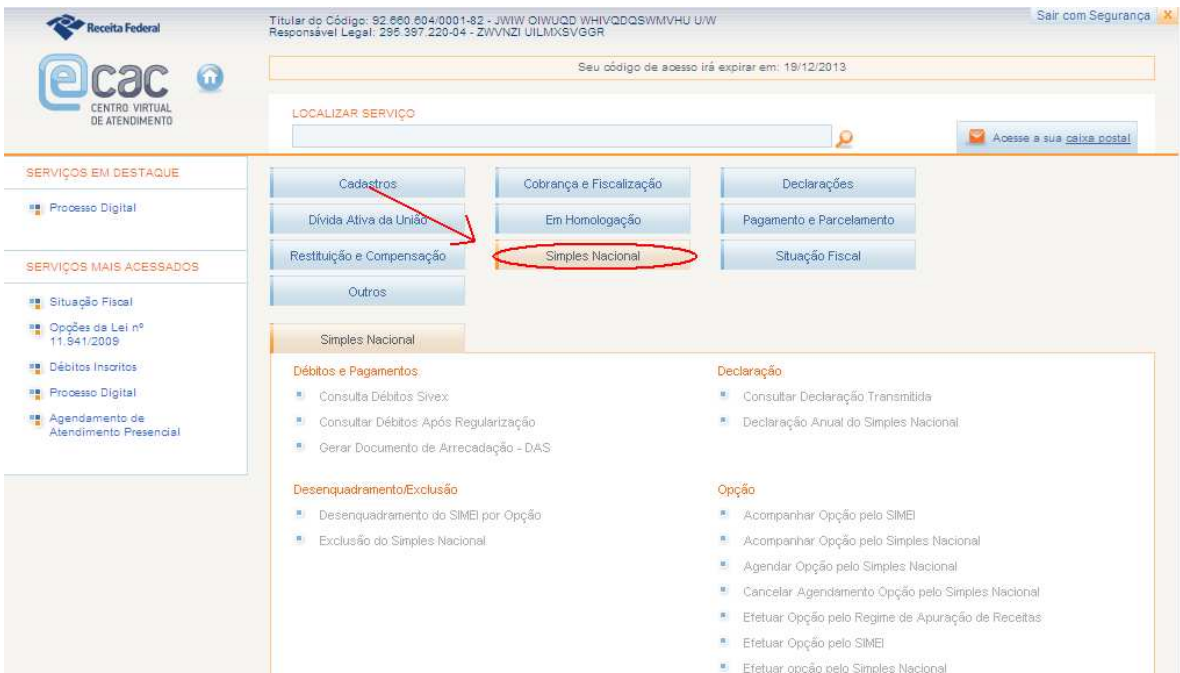 Receita Federal
Titular do Código: 92.660.604/0001-82 - JWIW OIWUQD WHIVQDQSWMVHU U/W
Responsável Legal: 295.397.220-04 - ZWVNZI UILMXSVGGR
Sair com Segurança X
ecac
CENTRO VIRTUAL
DE ATENDIMENTO
Seu código de acesso irá expirar em: 19/12/2013
LOCALIZAR SERVIÇO
Acesse a sua caixa postal
SERVIÇOS EM DESTAQUE
Processo Digital
SERVIÇOS MAIS ACESSADOS
Situação Fiscal
Opções da Lei nº
11.941/2009
Débitos Inscritos
Processo Digital
Agendamento de
Atendimento Presencial
Cadastros
Cobrança e Fiscalização
Declarações
Dívida Ativa da União
Em Homologação
Pagamento e Parcelamento
Restituição e Compensação
Simples Nacional
Situação Fiscal
Outros
Simples Nacional
Débitos e Pagamentos
Consulta Débitos Sivex
Consultar Débitos Após Regularização
Gerar Documento de Arrecadação - DAS
Declaração
Consultar Declaração Transmitida
Declaração Anual do Simples Nacional
Desenquadramento/Exclusão
Desenquadramento do SIMEI por Opção
Exclusão do Simples Nacional
Opção
Acompanhar Opção pelo SIMEI
Acompanhar Opção pelo Simples Nacional
Agendar Opção pelo Simples Nacional
Cancelar Agendamento Opção pelo Simples Nacional
Efetuar Opção pelo Regime de Apuração de Receitas
Efetuar Opção pelo SIMEI
Efetuar opção pelo Simples Nacional